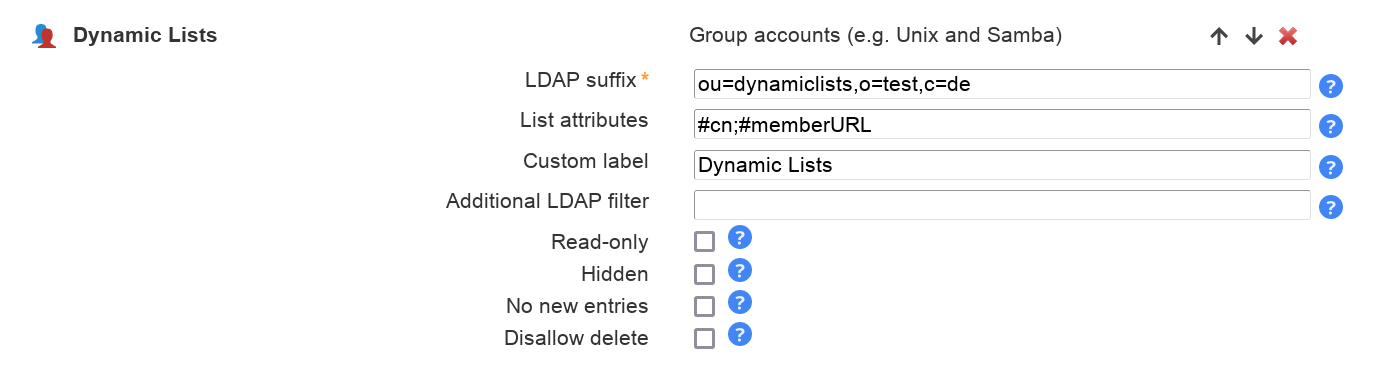 Dynamic Lists Group accounts (e.g. Unix and Samba)
LDAP suffix * ou=dynamiclists,o=test,c=de ?
List attributes #cn;#memberURL ?
Custom label Dynamic Lists ?
Additional LDAP filter ?
Read-only ?
Hidden ?
No new entries ?
Disallow delete ?